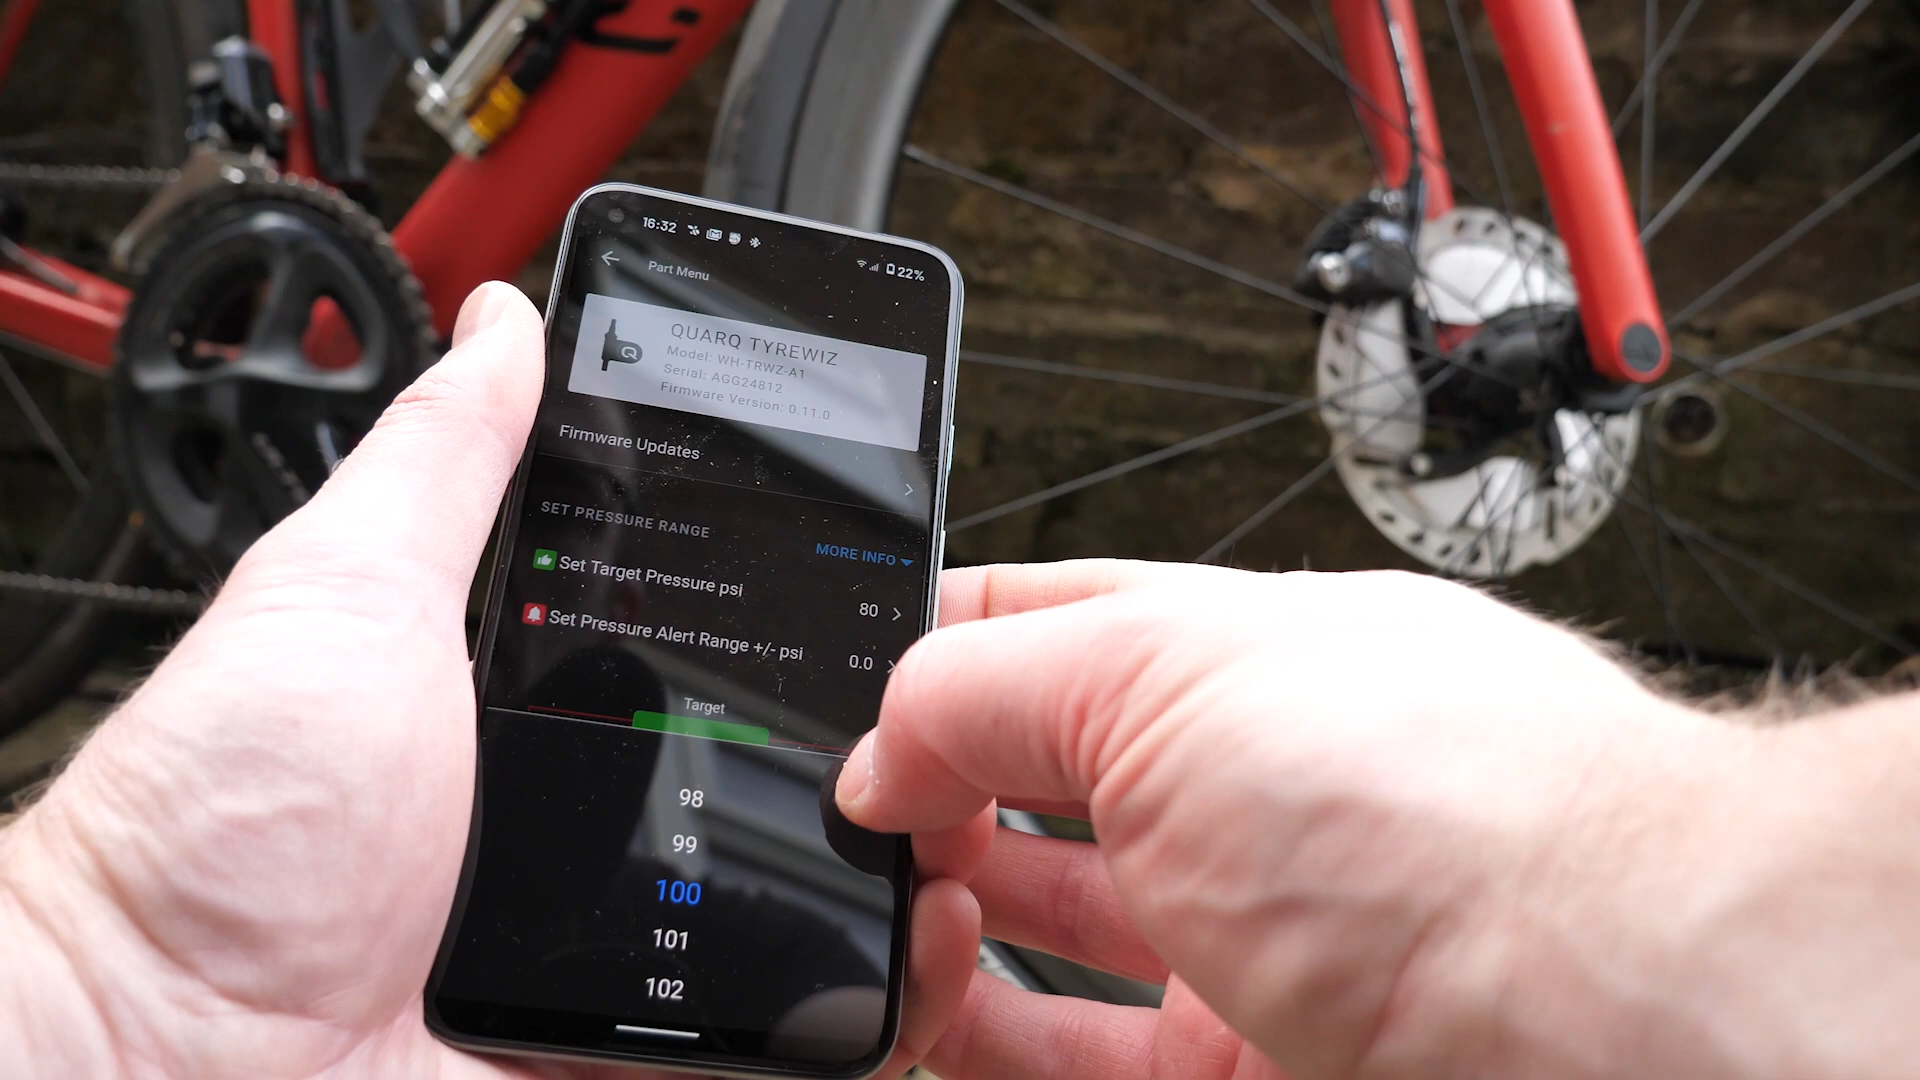 16:32
22%
Part Menu
QUARQ TYREWIZ
Model: WH-TRWZ-A1
Serial: AGG24812
Firmware Version: 0.11.0
Firmware Updates
SET PRESSURE RANGE
MORE INFO
Set Target Pressure psi 80
Set Pressure Alert Range +/- psi 0.0
Target
98
99
100
101
102